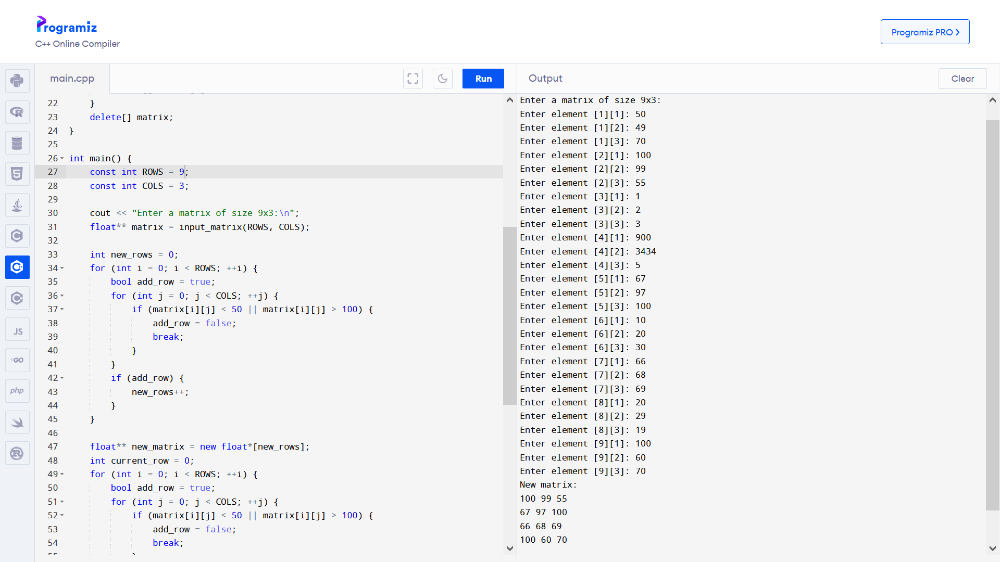 Programiz
C++ Online Compiler
Programiz PRO ❯
main.cpp
Run
Output
Clear
JS
GO
php
22         }
23     delete[] matrix;
24 }
25
26 int main() {
27     const int ROWS = 9;
28     const int COLS = 3;
29
30     cout << "Enter a matrix of size 9x3:\n";
31     float** matrix = input_matrix(ROWS, COLS);
32
33     int new_rows = 0;
34     for (int i = 0; i < ROWS; ++i) {
35         bool add_row = true;
36         for (int j = 0; j < COLS; ++j) {
37             if (matrix[i][j] < 50 || matrix[i][j] > 100) {
38                 add_row = false;
39                 break;
40             }
41         }
42         if (add_row) {
43             new_rows++;
44         }
45     }
46
47     float** new_matrix = new float*[new_rows];
48     int current_row = 0;
49     for (int i = 0; i < ROWS; ++i) {
50         bool add_row = true;
51         for (int j = 0; j < COLS; ++j) {
52             if (matrix[i][j] < 50 || matrix[i][j] > 100) {
53                 add_row = false;
54                 break;
Enter a matrix of size 9x3:
Enter element [1][1]: 50
Enter element [1][2]: 49
Enter element [1][3]: 70
Enter element [2][1]: 100
Enter element [2][2]: 99
Enter element [2][3]: 55
Enter element [3][1]: 1
Enter element [3][2]: 2
Enter element [3][3]: 3
Enter element [4][1]: 900
Enter element [4][2]: 3434
Enter element [4][3]: 5
Enter element [5][1]: 67
Enter element [5][2]: 97
Enter element [5][3]: 100
Enter element [6][1]: 10
Enter element [6][2]: 20
Enter element [6][3]: 30
Enter element [7][1]: 66
Enter element [7][2]: 68
Enter element [7][3]: 69
Enter element [8][1]: 20
Enter element [8][2]: 29
Enter element [8][3]: 19
Enter element [9][1]: 100
Enter element [9][2]: 60
Enter element [9][3]: 70
New matrix:
100 99 55
67 97 100
66 68 69
100 60 70